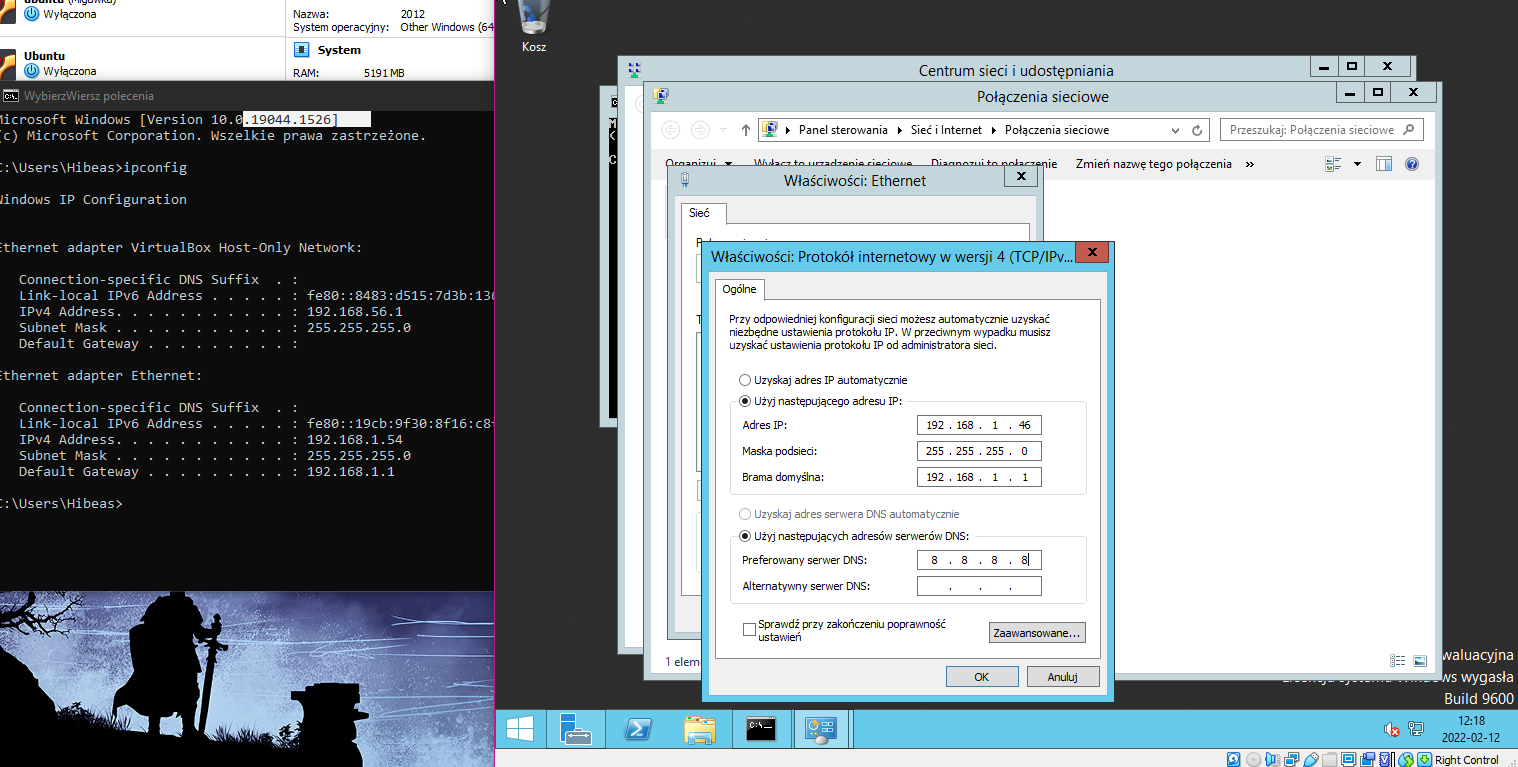 ubuntu (Migawka)
Wyłączona
Ubuntu
Wyłączona
Nazwa: 2012
System operacyjny: Other Windows (64
System
RAM: 5191 MB
WybierzWiersz polecenia
Microsoft Windows [Version 10.0.19044.1526]
(c) Microsoft Corporation. Wszelkie prawa zastrzeżone.
C:\Users\Hibeas>ipconfig
Windows IP Configuration
Ethernet adapter VirtualBox Host-Only Network:
Connection-specific DNS Suffix . :
Link-local IPv6 Address . . . . . : fe80::8483:d515:7d3b:136
IPv4 Address. . . . . . . . . . . : 192.168.56.1
Subnet Mask . . . . . . . . . . . : 255.255.255.0
Default Gateway . . . . . . . . . :
Ethernet adapter Ethernet:
Connection-specific DNS Suffix . :
Link-local IPv6 Address . . . . . : fe80::19cb:9f30:8f16:c8f
IPv4 Address. . . . . . . . . . . : 192.168.1.54
Subnet Mask . . . . . . . . . . . : 255.255.255.0
Default Gateway . . . . . . . . . : 192.168.1.1
C:\Users\Hibeas>
Kosz
Centrum sieci i udostępniania
Połączenia sieciowe
Panel sterowania Sieć i Internet Połączenia sieciowe
Przeszukaj: Połączenia sieciowe
Organizuj Wyłącz to urządzenie sieciowe Diagnozuj to połączenie Zmień nazwę tego połączenia »
Właściwości: Ethernet
Sieć
Właściwości: Protokół internetowy w wersji 4 (TCP/IPv...
Ogólne
Przy odpowiedniej konfiguracji sieci możesz automatycznie uzyskać
niezbędne ustawienia protokołu IP. W przeciwnym wypadku musisz
uzyskać ustawienia protokołu IP od administratora sieci.
Uzyskaj adres IP automatycznie
Użyj następującego adresu IP:
Adres IP: 192 . 168 . 1 . 46
Maska podsieci: 255 . 255 . 255 . 0
Brama domyślna: 192 . 168 . 1 . 1
Uzyskaj adres serwera DNS automatycznie
Użyj następujących adresów serwerów DNS:
Preferowany serwer DNS: 8 . 8 . 8 . 8
Alternatywny serwer DNS: . . .
Sprawdź przy zakończeniu poprawność
ustawień
Zaawansowane...
OK Anuluj
1 elem
waluacyjna
Windows wygasła
Build 9600
12:18
2022-02-12
Right Control